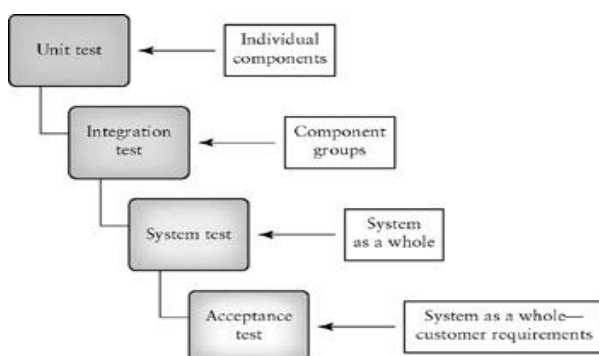 Unit test
Individual
components
Integration
test
Component
groups
System test
System
as a whole
Acceptance
test
System as a whole—
customer requirements